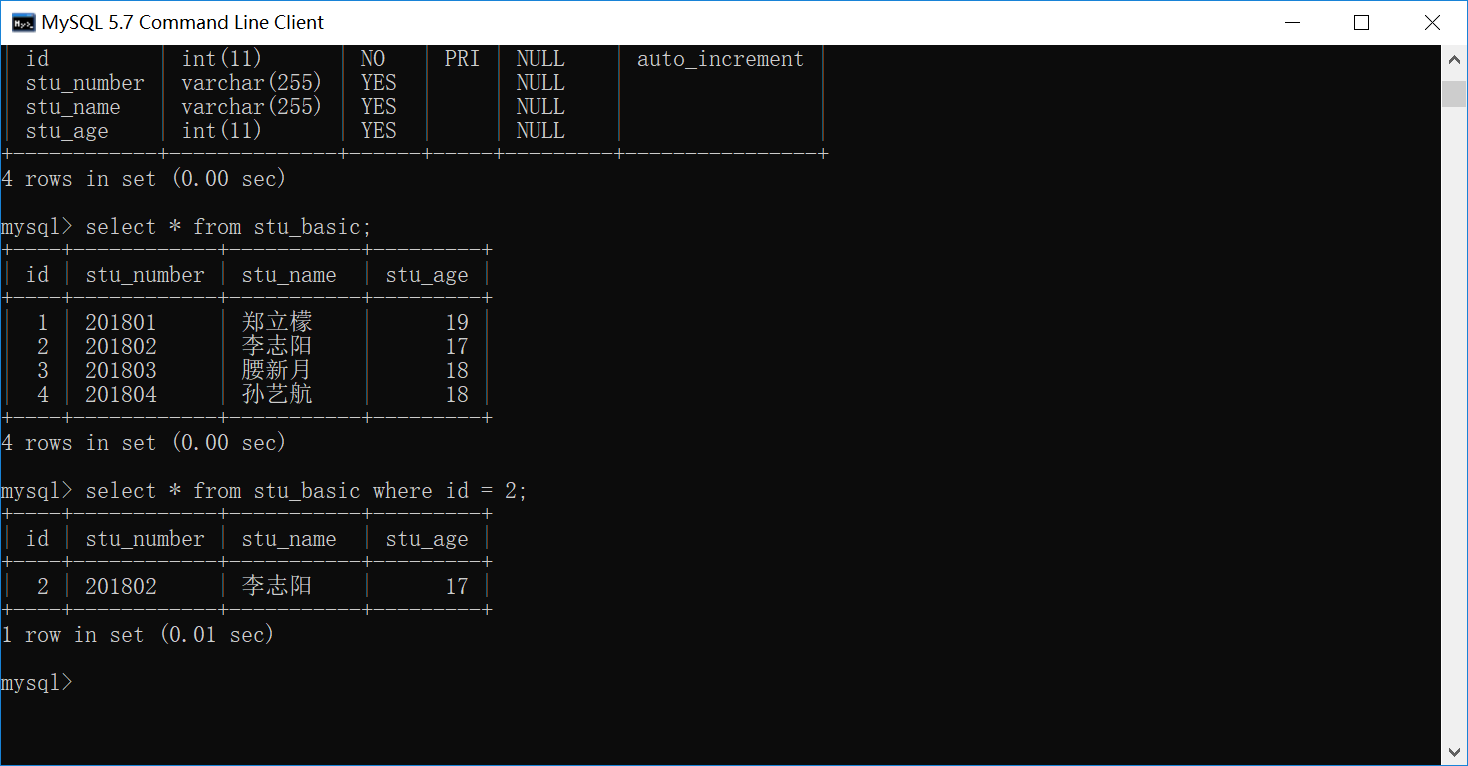 MySQL 5.7 Command Line Client
| id         | int(11)      | NO   | PRI | NULL    | auto_increment |
| stu_number | varchar(255) | YES  |     | NULL    |                |
| stu_name   | varchar(255) | YES  |     | NULL    |                |
| stu_age    | int(11)      | YES  |     | NULL    |                |
+------------+--------------+------+-----+---------+----------------+
4 rows in set (0.00 sec)
mysql> select * from stu_basic;
+----+------------+-----------+---------+
| id | stu_number | stu_name  | stu_age |
+----+------------+-----------+---------+
|  1 | 201801     | 郑立檬    |      19 |
|  2 | 201802     | 李志阳    |      17 |
|  3 | 201803     | 腰新月    |      18 |
|  4 | 201804     | 孙艺航    |      18 |
+----+------------+-----------+---------+
4 rows in set (0.00 sec)
mysql> select * from stu_basic where id = 2;
+----+------------+-----------+---------+
| id | stu_number | stu_name  | stu_age |
+----+------------+-----------+---------+
|  2 | 201802     | 李志阳    |      17 |
+----+------------+-----------+---------+
1 row in set (0.01 sec)
mysql>